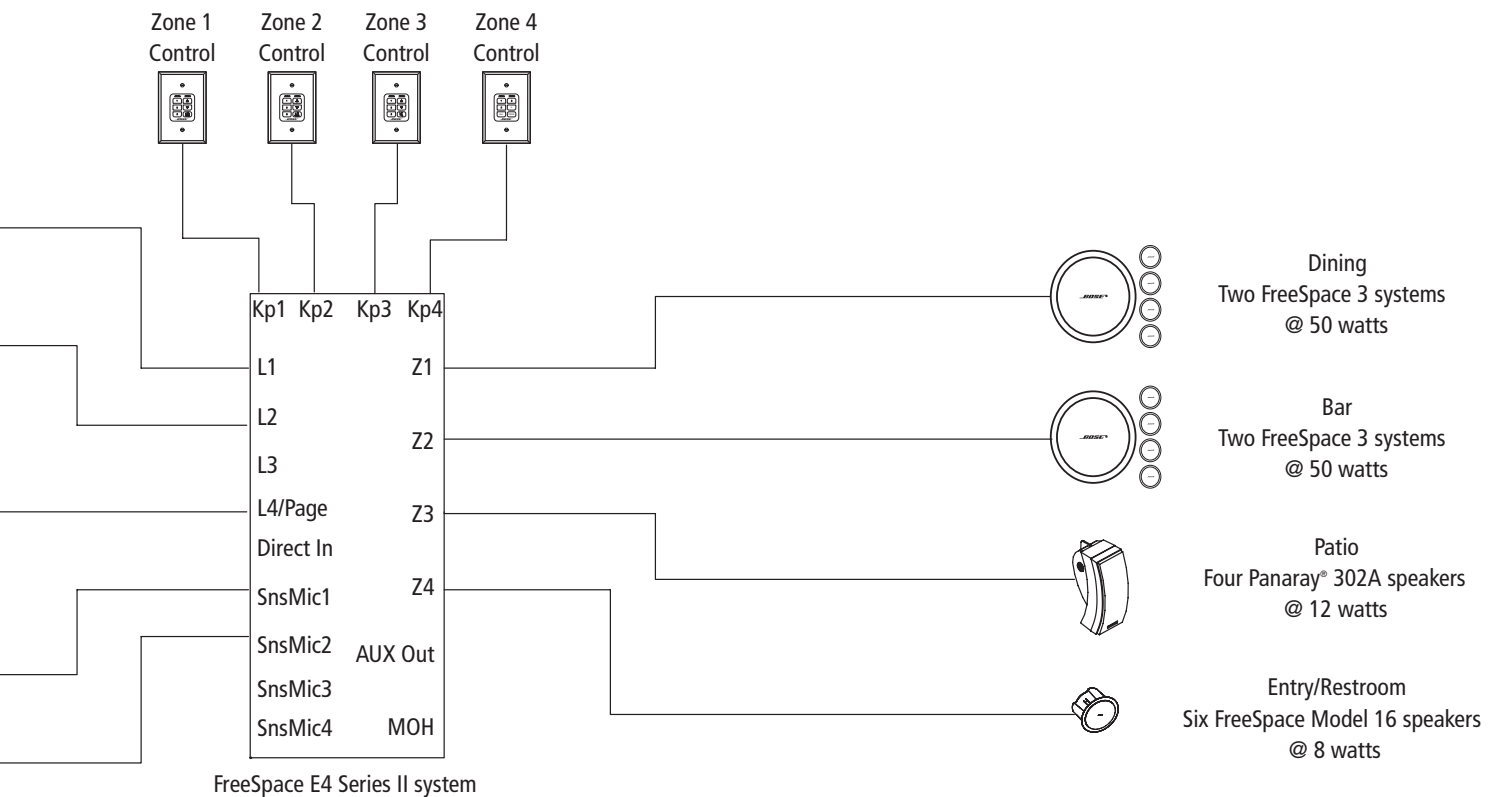 Zone 1
Control
Zone 2
Control
Zone 3
Control
Zone 4
Control
Kp1 Kp2 Kp3 Kp4
L1
L2
L3
L4/Page
Direct In
SnsMic1
SnsMic2
SnsMic3
SnsMic4
Z1
Z2
Z3
Z4
AUX Out
MOH
FreeSpace E4 Series II system
BOSE
Dining
Two FreeSpace 3 systems
@ 50 watts
BOSE
Bar
Two FreeSpace 3 systems
@ 50 watts
Patio
Four Panaray® 302A speakers
@ 12 watts
Entry/Restroom
Six FreeSpace Model 16 speakers
@ 8 watts